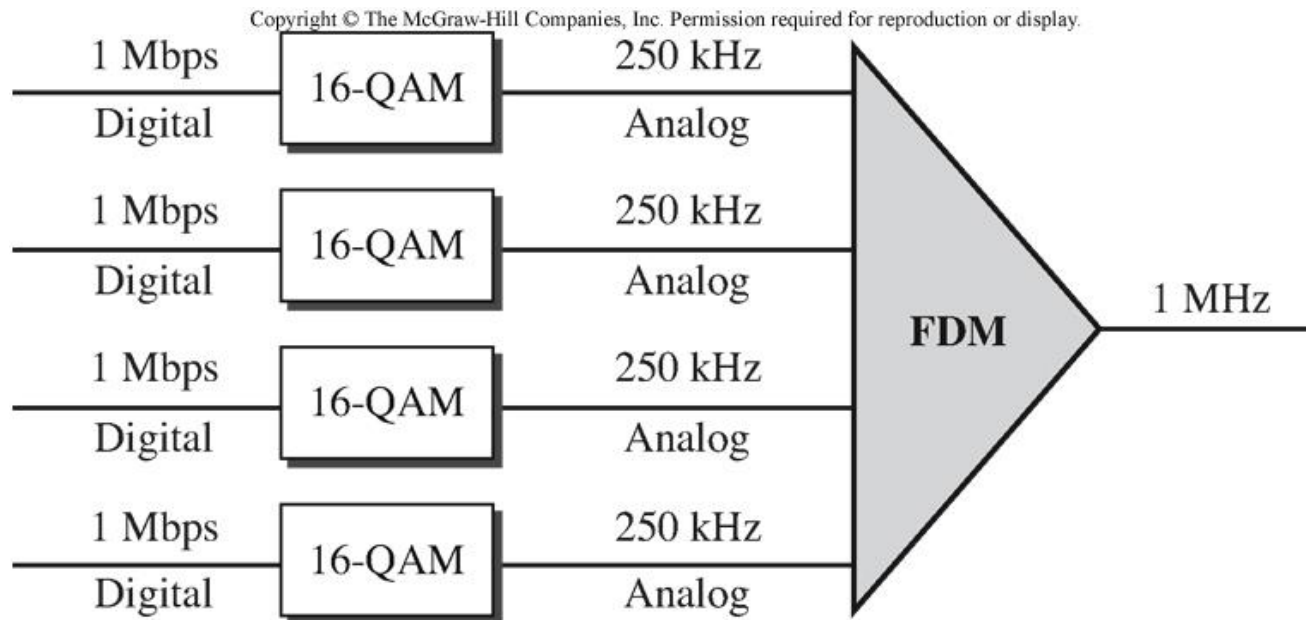 Copyright © The McGraw-Hill Companies, Inc. Permission required for reproduction or display.
1 Mbps
Digital
16-QAM
250 kHz
Analog
1 Mbps
Digital
16-QAM
250 kHz
Analog
1 Mbps
Digital
16-QAM
250 kHz
Analog
1 Mbps
Digital
16-QAM
250 kHz
Analog
FDM
1 MHz